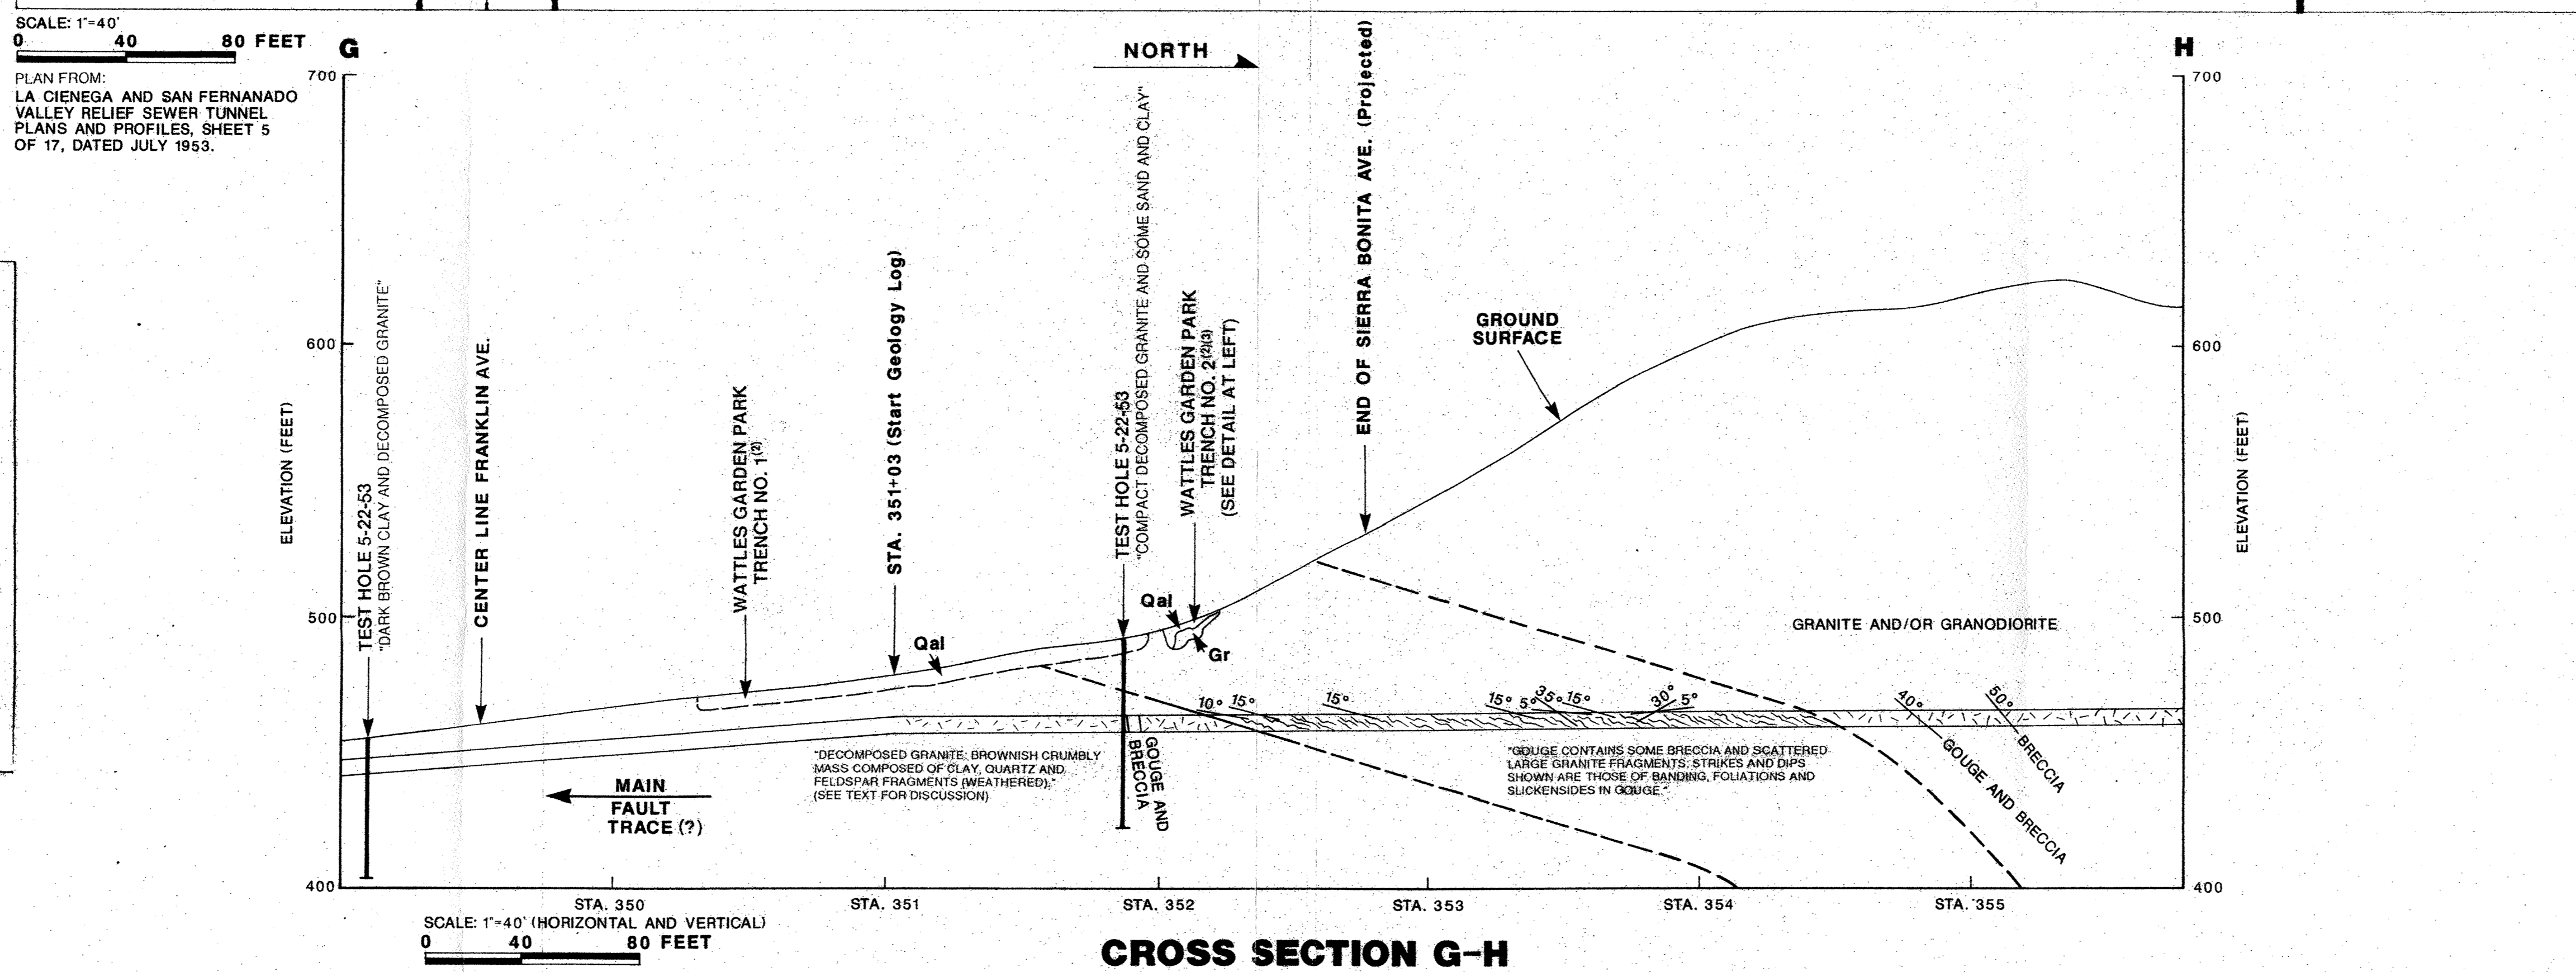 SCALE: 1"=40'
0 40 80 FEET
PLAN FROM:
LA CIENEGA AND SAN FERNANADO
VALLEY RELIEF SEWER TUNNEL
PLANS AND PROFILES, SHEET 5
OF 17, DATED JULY 1953.
G
NORTH
H
700
600
500
400
ELEVATION (FEET)
TEST HOLE 5-22-53
"DARK BROWN CLAY AND DECOMPOSED GRANITE"
CENTER LINE FRANKLIN AVE.
WATTLES GARDEN PARK
TRENCH NO. 1(2)
STA. 351+03 (Start Geology Log)
Qal
TEST HOLE 5-22-53
"COMPACT DECOMPOSED GRANITE AND SOME SAND AND CLAY"
WATTLES GARDEN PARK
TRENCH NO. 2(2)(3)
(SEE DETAIL AT LEFT)
Qal
Gr
END OF SIERRA BONITA AVE. (Projected)
GROUND
SURFACE
GRANITE AND/OR GRANODIORITE
10° 15° 15° 15° 5° 35° 15° 30° 5° 40° 50°
"DECOMPOSED GRANITE; BROWNISH CRUMBLY
MASS COMPOSED OF CLAY, QUARTZ AND
FELDSPAR FRAGMENTS (WEATHERED)."
(SEE TEXT FOR DISCUSSION)
GOUGE AND
BRECCIA
"GOUGE CONTAINS SOME BRECCIA AND SCATTERED
LARGE GRANITE FRAGMENTS; STRIKES AND DIPS
SHOWN ARE THOSE OF BANDING, FOLIATIONS AND
SLICKENSIDES IN GOUGE."
GOUGE AND BRECCIA
BRECCIA
MAIN
FAULT
TRACE (?)
700
600
500
400
ELEVATION (FEET)
STA. 350
STA. 351
STA. 352
STA. 353
STA. 354
STA. 355
SCALE: 1"=40' (HORIZONTAL AND VERTICAL)
0 40 80 FEET
CROSS SECTION G-H